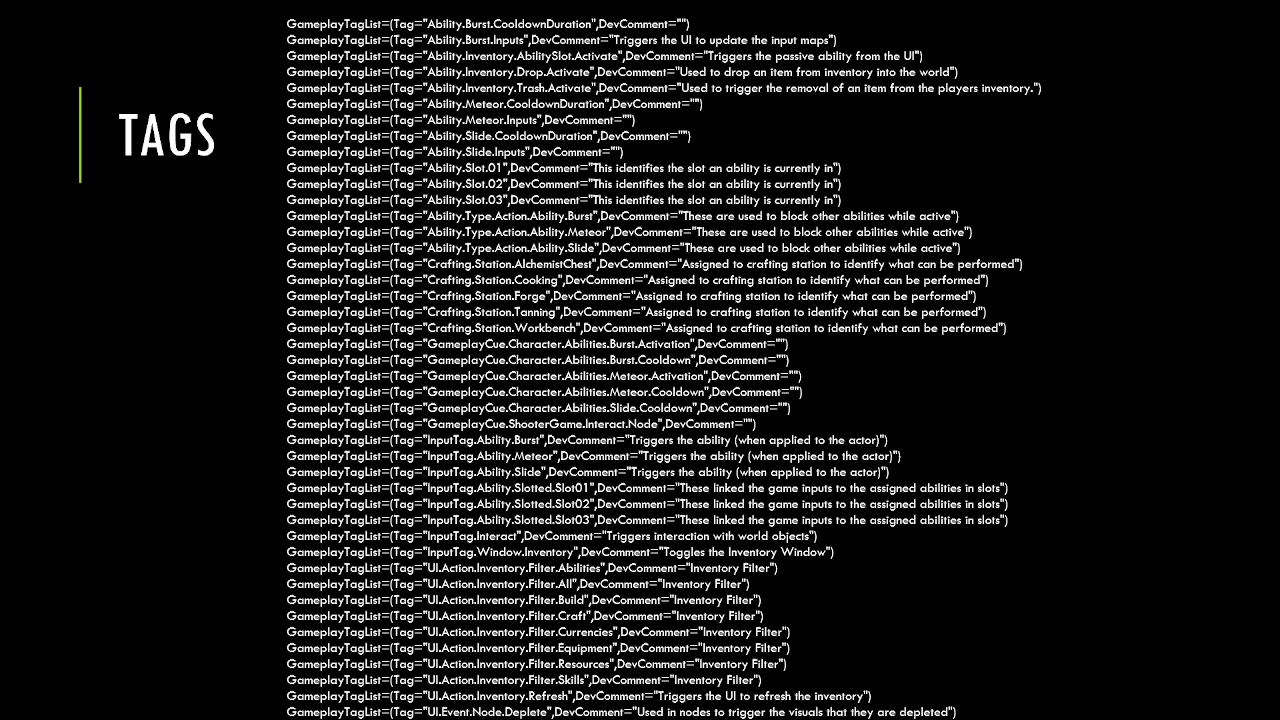 TAGS
GameplayTagList=(Tag="Ability.Burst.CooldownDuration",DevComment="")
GameplayTagList=(Tag="Ability.Burst.Inputs",DevComment="Triggers the UI to update the input maps")
GameplayTagList=(Tag="Ability.Inventory.AbilitySlot.Activate",DevComment="Triggers the passive ability from the UI")
GameplayTagList=(Tag="Ability.Inventory.Drop.Activate",DevComment="Used to drop an item from inventory into the world")
GameplayTagList=(Tag="Ability.Inventory.Trash.Activate",DevComment="Used to trigger the removal of an item from the players inventory.")
GameplayTagList=(Tag="Ability.Meteor.CooldownDuration",DevComment="")
GameplayTagList=(Tag="Ability.Meteor.Inputs",DevComment="")
GameplayTagList=(Tag="Ability.Slide.CooldownDuration",DevComment="")
GameplayTagList=(Tag="Ability.Slide.Inputs",DevComment="")
GameplayTagList=(Tag="Ability.Slot.01",DevComment="This identifies the slot an ability is currently in")
GameplayTagList=(Tag="Ability.Slot.02",DevComment="This identifies the slot an ability is currently in")
GameplayTagList=(Tag="Ability.Slot.03",DevComment="This identifies the slot an ability is currently in")
GameplayTagList=(Tag="Ability.Type.Action.Ability.Burst",DevComment="These are used to block other abilities while active")
GameplayTagList=(Tag="Ability.Type.Action.Ability.Meteor",DevComment="These are used to block other abilities while active")
GameplayTagList=(Tag="Ability.Type.Action.Ability.Slide",DevComment="These are used to block other abilities while active")
GameplayTagList=(Tag="Crafting.Station.AlchemistChest",DevComment="Assigned to crafting station to identify what can be performed")
GameplayTagList=(Tag="Crafting.Station.Cooking",DevComment="Assigned to crafting station to identify what can be performed")
GameplayTagList=(Tag="Crafting.Station.Forge",DevComment="Assigned to crafting station to identify what can be performed")
GameplayTagList=(Tag="Crafting.Station.Tanning",DevComment="Assigned to crafting station to identify what can be performed")
GameplayTagList=(Tag="Crafting.Station.Workbench",DevComment="Assigned to crafting station to identify what can be performed")
GameplayTagList=(Tag="GameplayCue.Character.Abilities.Burst.Activation",DevComment="")
GameplayTagList=(Tag="GameplayCue.Character.Abilities.Burst.Cooldown",DevComment="")
GameplayTagList=(Tag="GameplayCue.Character.Abilities.Meteor.Activation",DevComment="")
GameplayTagList=(Tag="GameplayCue.Character.Abilities.Meteor.Cooldown",DevComment="")
GameplayTagList=(Tag="GameplayCue.Character.Abilities.Slide.Cooldown",DevComment="")
GameplayTagList=(Tag="GameplayCue.ShooterGame.Interact.Node",DevComment="")
GameplayTagList=(Tag="InputTag.Ability.Burst",DevComment="Triggers the ability (when applied to the actor)")
GameplayTagList=(Tag="InputTag.Ability.Meteor",DevComment="Triggers the ability (when applied to the actor)")
GameplayTagList=(Tag="InputTag.Ability.Slide",DevComment="Triggers the ability (when applied to the actor)")
GameplayTagList=(Tag="InputTag.Ability.Slotted.Slot01",DevComment="These linked the game inputs to the assigned abilities in slots")
GameplayTagList=(Tag="InputTag.Ability.Slotted.Slot02",DevComment="These linked the game inputs to the assigned abilities in slots")
GameplayTagList=(Tag="InputTag.Ability.Slotted.Slot03",DevComment="These linked the game inputs to the assigned abilities in slots")
GameplayTagList=(Tag="InputTag.Interact",DevComment="Triggers interaction with world objects")
GameplayTagList=(Tag="InputTag.Window.Inventory",DevComment="Toggles the Inventory Window")
GameplayTagList=(Tag="UI.Action.Inventory.Filter.Abilities",DevComment="Inventory Filter")
GameplayTagList=(Tag="UI.Action.Inventory.Filter.All",DevComment="Inventory Filter")
GameplayTagList=(Tag="UI.Action.Inventory.Filter.Build",DevComment="Inventory Filter")
GameplayTagList=(Tag="UI.Action.Inventory.Filter.Craft",DevComment="Inventory Filter")
GameplayTagList=(Tag="UI.Action.Inventory.Filter.Currencies",DevComment="Inventory Filter")
GameplayTagList=(Tag="UI.Action.Inventory.Filter.Equipment",DevComment="Inventory Filter")
GameplayTagList=(Tag="UI.Action.Inventory.Filter.Resources",DevComment="Inventory Filter")
GameplayTagList=(Tag="UI.Action.Inventory.Filter.Skills",DevComment="Inventory Filter")
GameplayTagList=(Tag="UI.Action.Inventory.Refresh",DevComment="Triggers the UI to refresh the inventory")
GameplayTagList=(Tag="UI.Event.Node.Deplete",DevComment="Used in nodes to trigger the visuals that they are depleted")